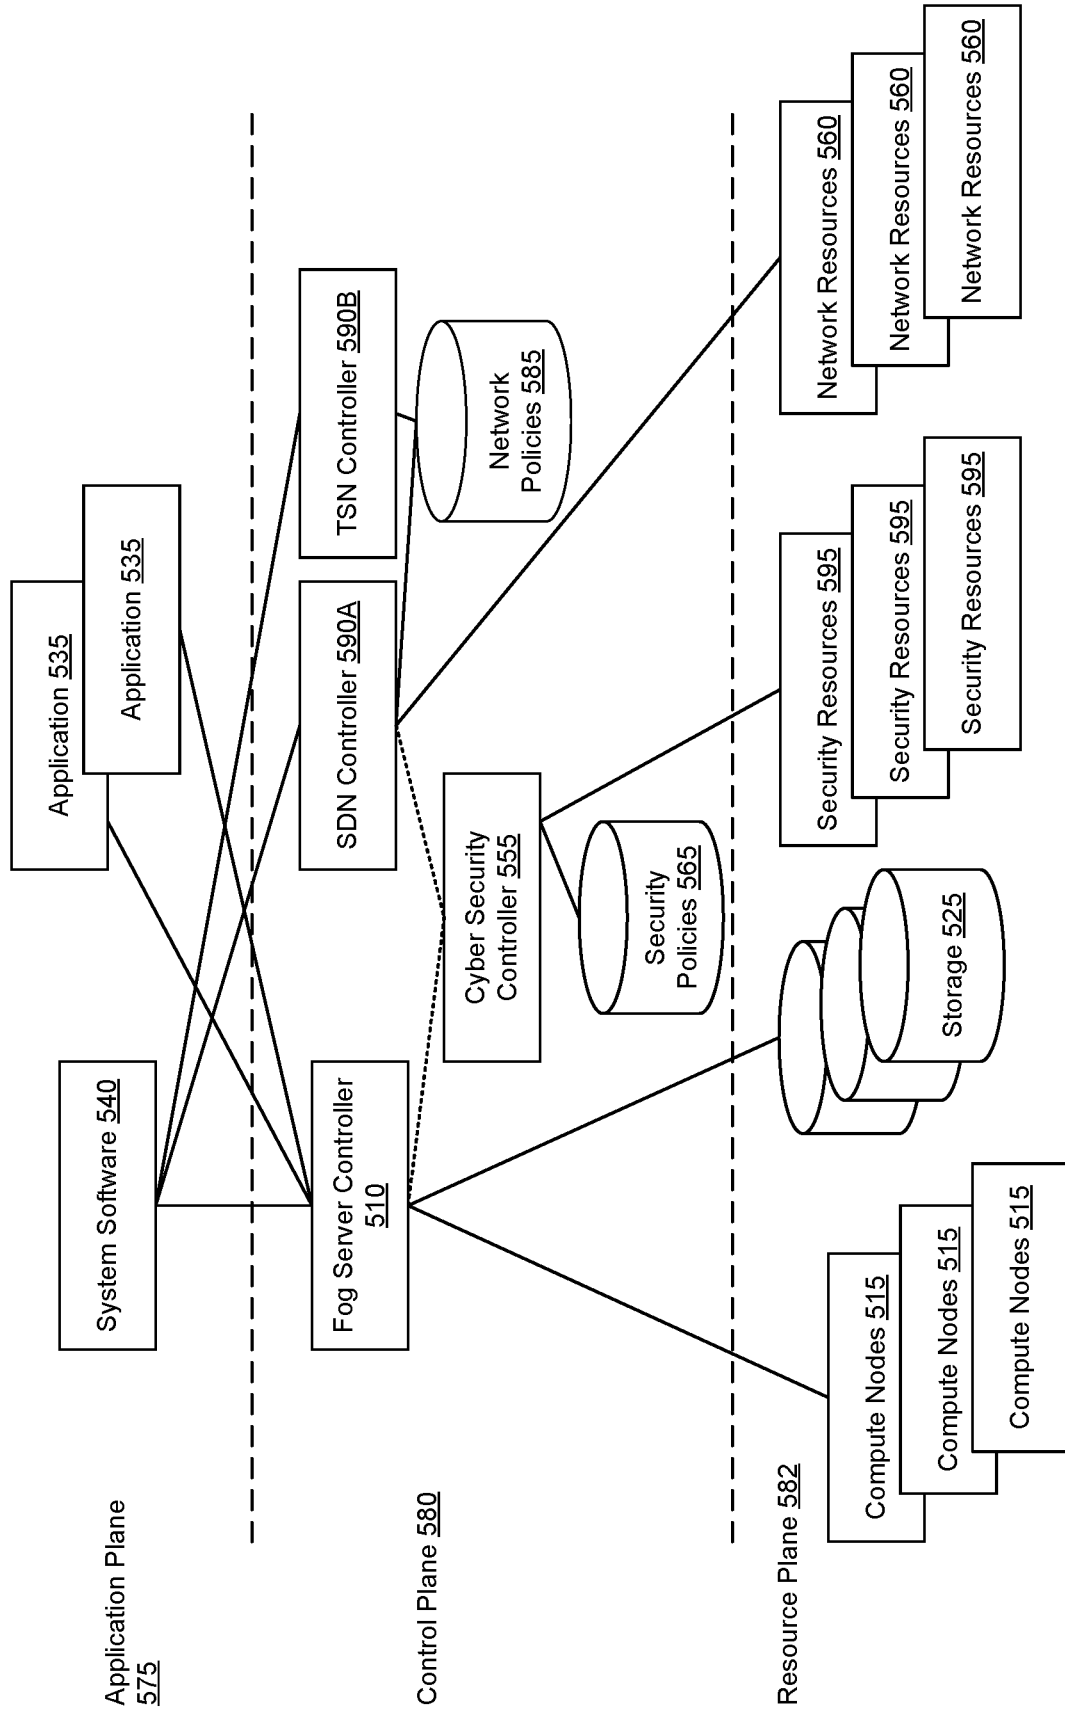 Application Plane
575
System Software 540
Application 535
Application 535
Control Plane 580
Fog Server Controller
510
SDN Controller 590A
TSN Controller 590B
Cyber Security
Controller 555
Network
Policies 585
Security
Policies 565
Resource Plane 582
Compute Nodes 515
Compute Nodes 515
Compute Nodes 515
Storage 525
Security Resources 595
Security Resources 595
Security Resources 595
Network Resources 560
Network Resources 560
Network Resources 560